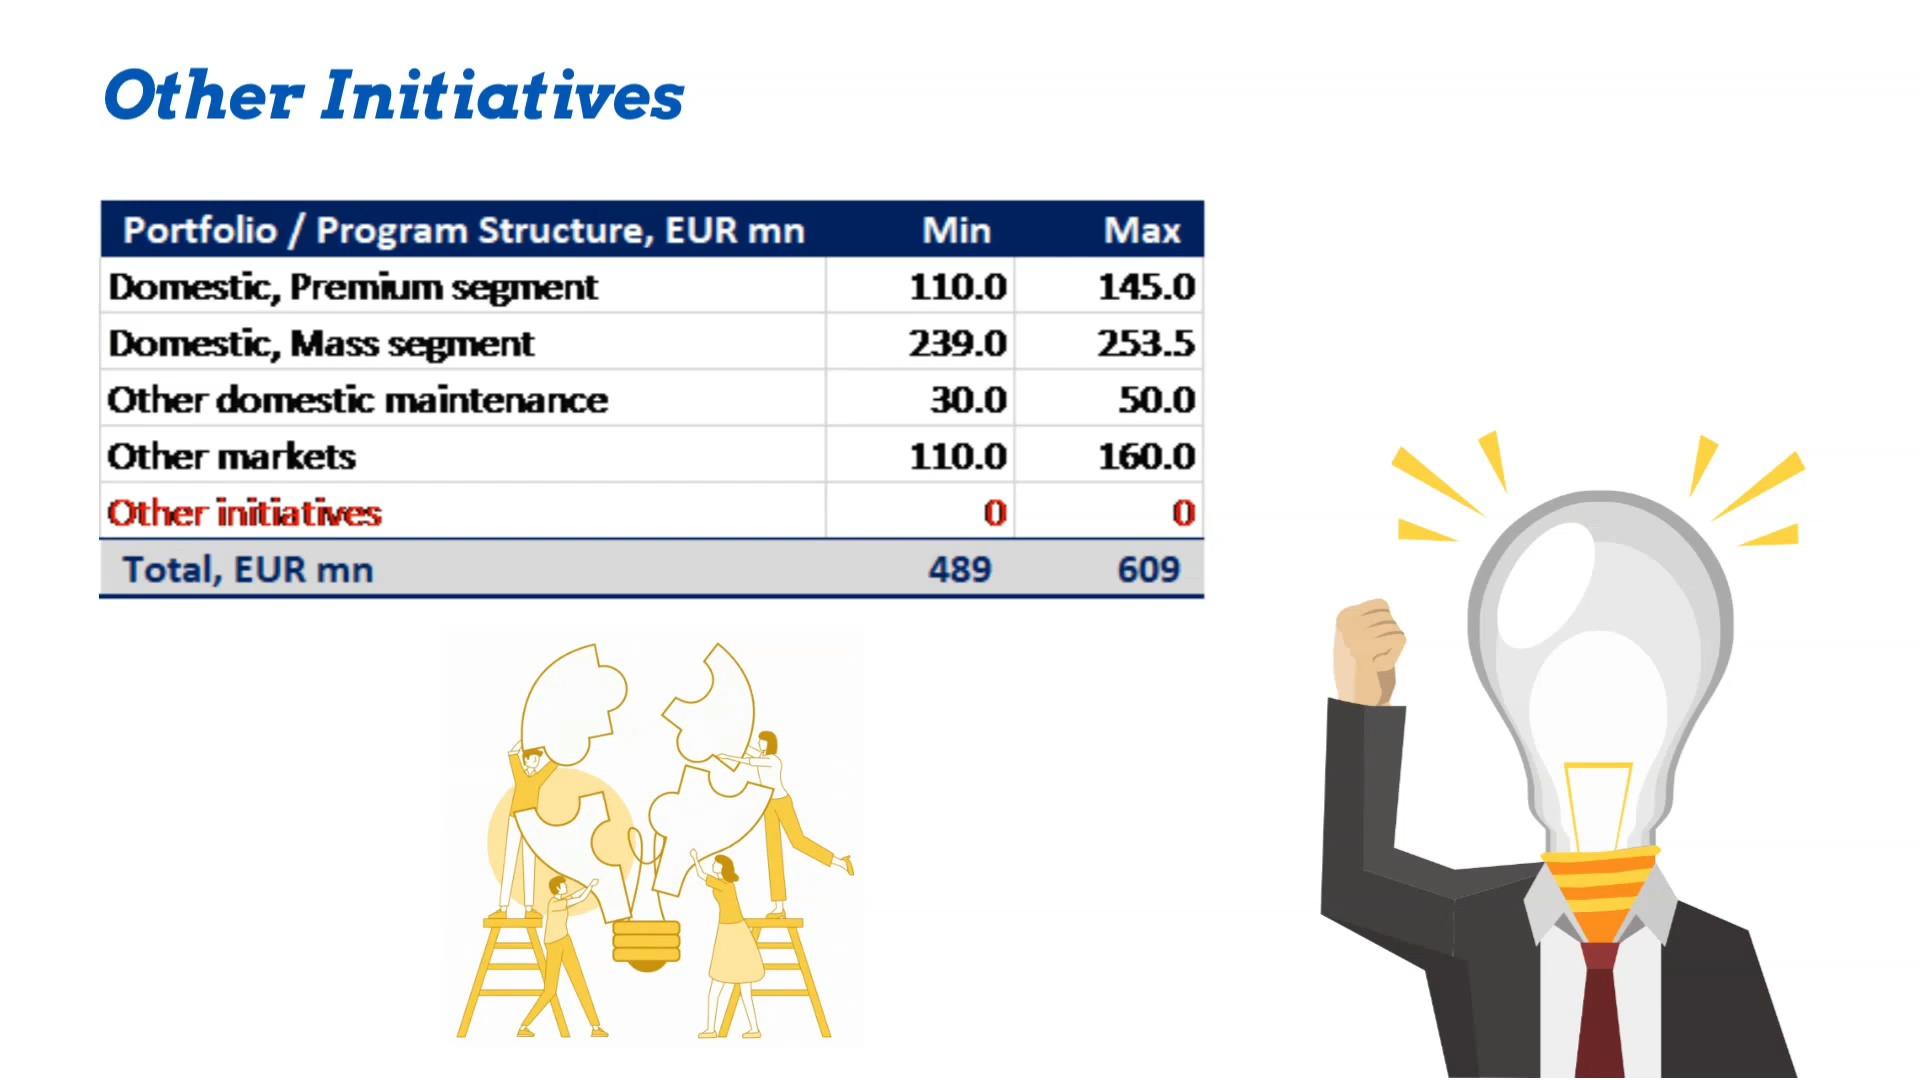 Other Initiatives
Portfolio / Program Structure, EUR mn Min Max
Domestic, Premium segment 110.0 145.0
Domestic, Mass segment 239.0 253.5
Other domestic maintenance 30.0 50.0
Other markets 110.0 160.0
Other initiatives 0 0
Total, EUR mn 489 609